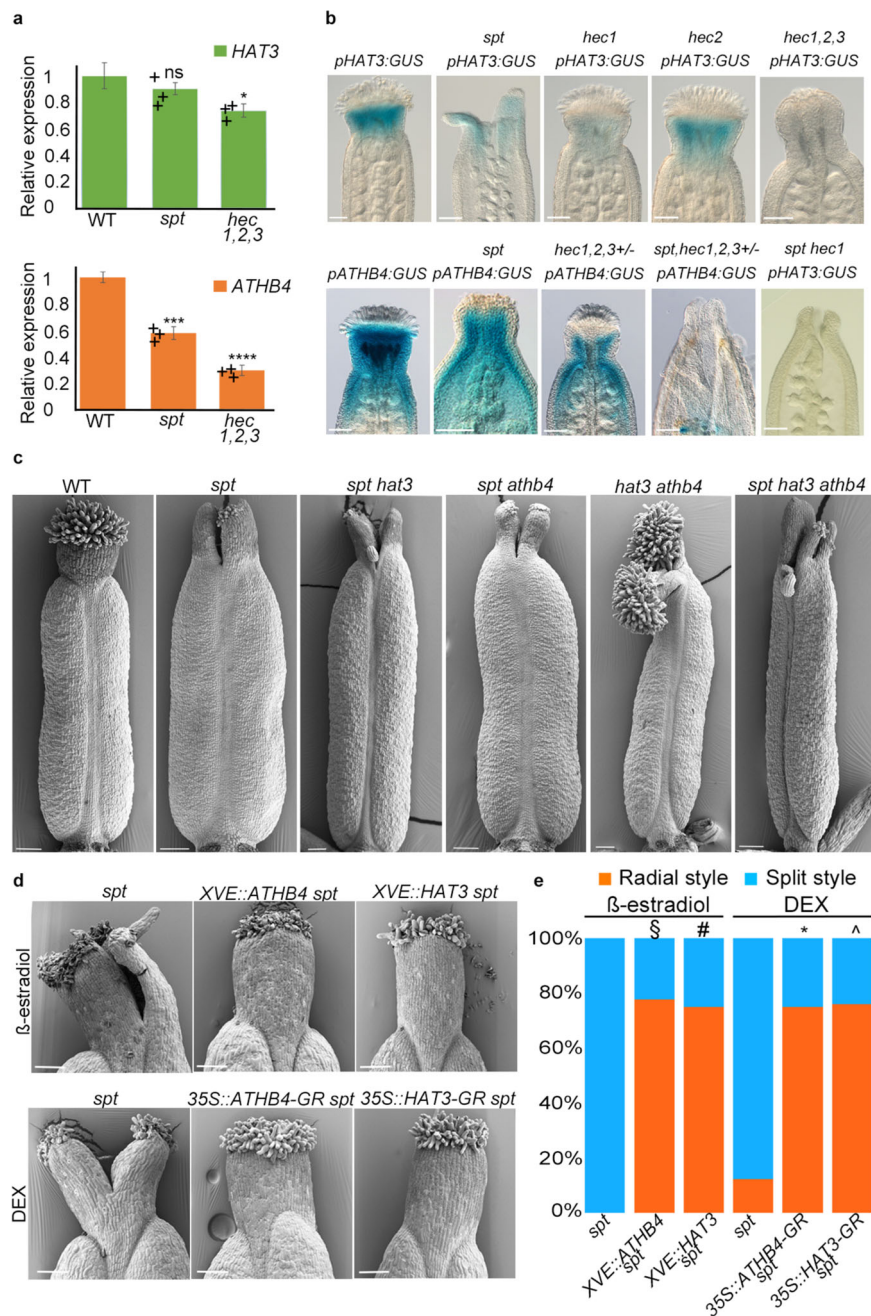 a
HAT3
Relative expression
1
0.8
0.6
0.4
0.2
0
ns
*
WT
spt
hec
1,2,3
ATHB4
Relative expression
1
0.8
0.6
0.4
0.2
0
***
****
WT
spt
hec
1,2,3
b
pHAT3:GUS
spt
pHAT3:GUS
hec1
pHAT3:GUS
hec2
pHAT3:GUS
hec1,2,3
pHAT3:GUS
pATHB4:GUS
spt
pATHB4:GUS
hec1,2,3+/-
pATHB4:GUS
spt,hec1,2,3+/-
pATHB4:GUS
spt hec1
pHAT3:GUS
c
WT
spt
spt hat3
spt athb4
hat3 athb4
spt hat3 athb4
d
spt
XVE::ATHB4 spt
XVE::HAT3 spt
ß-estradiol
spt
35S::ATHB4-GR spt
35S::HAT3-GR spt
DEX
e
Radial style
Split style
ß-estradiol
DEX
§
#
*
^
100%
80%
60%
40%
20%
0%
spt
XVE::ATHB4
spt
XVE::HAT3
spt
spt
35S::ATHB4-GR
spt
35S::HAT3-GR
spt